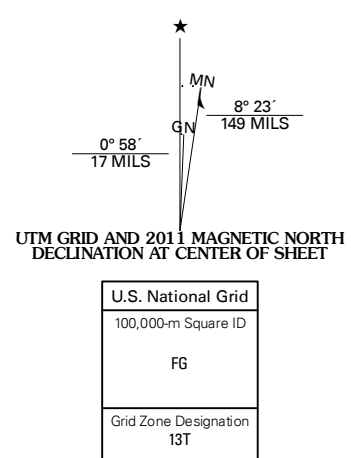 ★
MN
GN
8° 23´
149 MILS
0° 58´
17 MILS
UTM GRID AND 2011 MAGNETIC NORTH
DECLINATION AT CENTER OF SHEET
U.S. National Grid
100,000-m Square ID
FG
Grid Zone Designation
13T